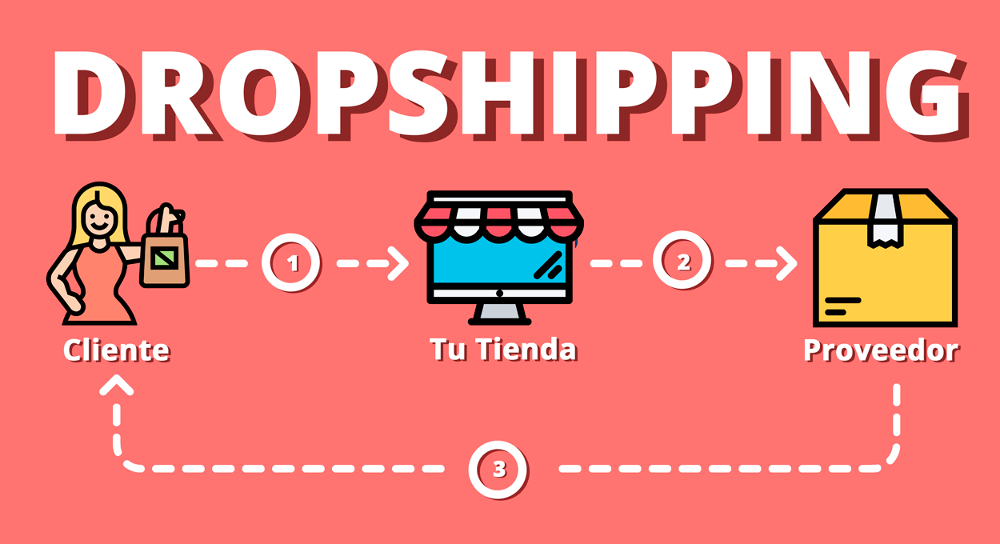 DROPSHIPPING
1
2
Cliente
Tu Tienda
Proveedor
3